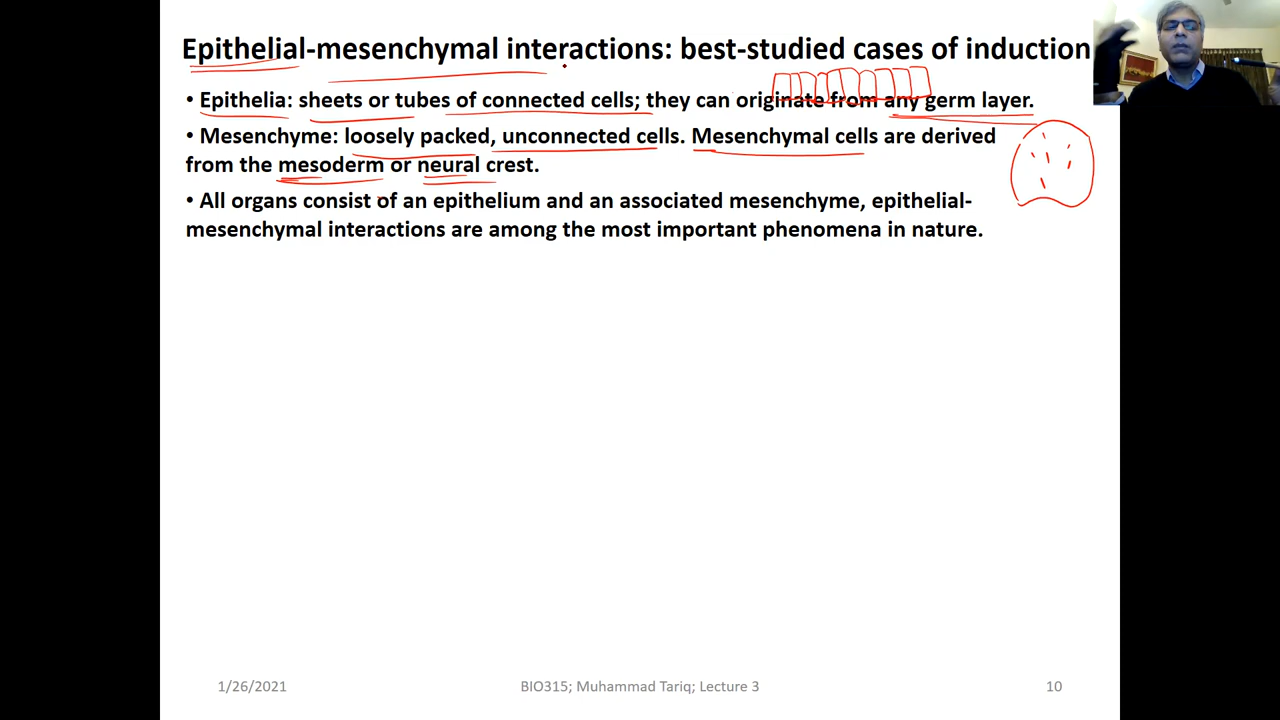 Epithelial-mesenchymal interactions: best-studied cases of induction
• Epithelia: sheets or tubes of connected cells; they can originate from any germ layer.
• Mesenchyme: loosely packed, unconnected cells. Mesenchymal cells are derived
from the mesoderm or neural crest.
• All organs consist of an epithelium and an associated mesenchyme, epithelial-
mesenchymal interactions are among the most important phenomena in nature.
1/26/2021
BIO315; Muhammad Tariq; Lecture 3
10